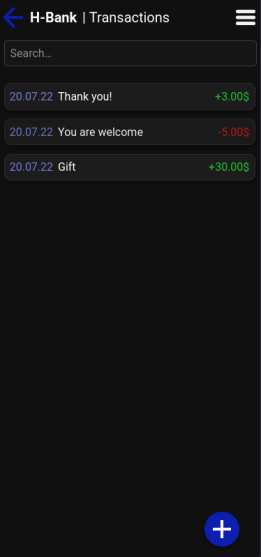 H-Bank | Transactions
Search...
20.07.22 Thank you! +3.00$
20.07.22 You are welcome -5.00$
20.07.22 Gift +30.00$